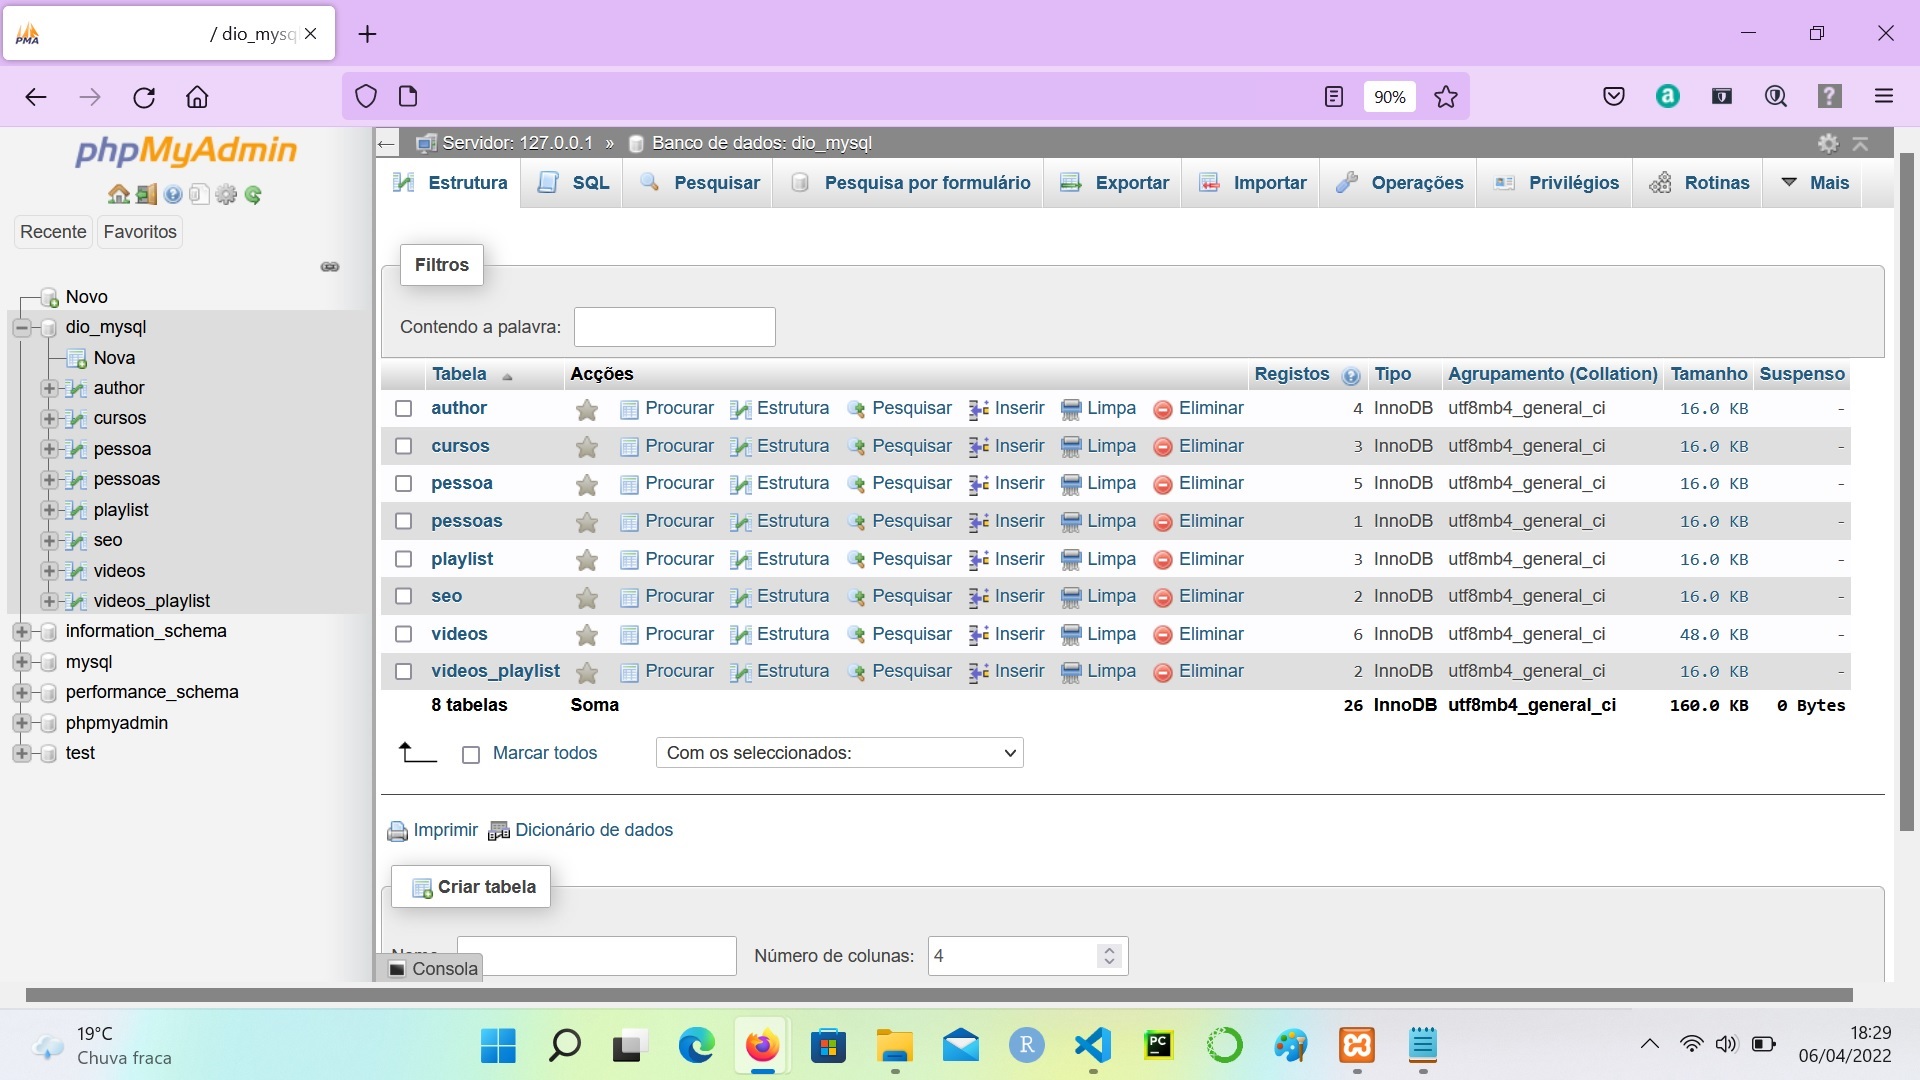 PMA / dio_mysq
90%
phpMyAdmin
Servidor: 127.0.0.1 » Banco de dados: dio_mysql
Estrutura SQL Pesquisar Pesquisa por formulário Exportar Importar Operações Privilégios Rotinas Mais
Recente Favoritos
Novo
dio_mysql
Nova
author
cursos
pessoa
pessoas
playlist
seo
videos
videos_playlist
information_schema
mysql
performance_schema
phpmyadmin
test
Filtros
Contendo a palavra:
Tabela Acções Registos Tipo Agrupamento (Collation) Tamanho Suspenso
author Procurar Estrutura Pesquisar Inserir Limpa Eliminar 4 InnoDB utf8mb4_general_ci 16.0 KB -
cursos Procurar Estrutura Pesquisar Inserir Limpa Eliminar 3 InnoDB utf8mb4_general_ci 16.0 KB -
pessoa Procurar Estrutura Pesquisar Inserir Limpa Eliminar 5 InnoDB utf8mb4_general_ci 16.0 KB -
pessoas Procurar Estrutura Pesquisar Inserir Limpa Eliminar 1 InnoDB utf8mb4_general_ci 16.0 KB -
playlist Procurar Estrutura Pesquisar Inserir Limpa Eliminar 3 InnoDB utf8mb4_general_ci 16.0 KB -
seo Procurar Estrutura Pesquisar Inserir Limpa Eliminar 2 InnoDB utf8mb4_general_ci 16.0 KB -
videos Procurar Estrutura Pesquisar Inserir Limpa Eliminar 6 InnoDB utf8mb4_general_ci 48.0 KB -
videos_playlist Procurar Estrutura Pesquisar Inserir Limpa Eliminar 2 InnoDB utf8mb4_general_ci 16.0 KB -
8 tabelas Soma 26 InnoDB utf8mb4_general_ci 160.0 KB 0 Bytes
Marcar todos Com os seleccionados:
Imprimir Dicionário de dados
Criar tabela
Número de colunas: 4
Consola
19°C
Chuva fraca
18:29
06/04/2022